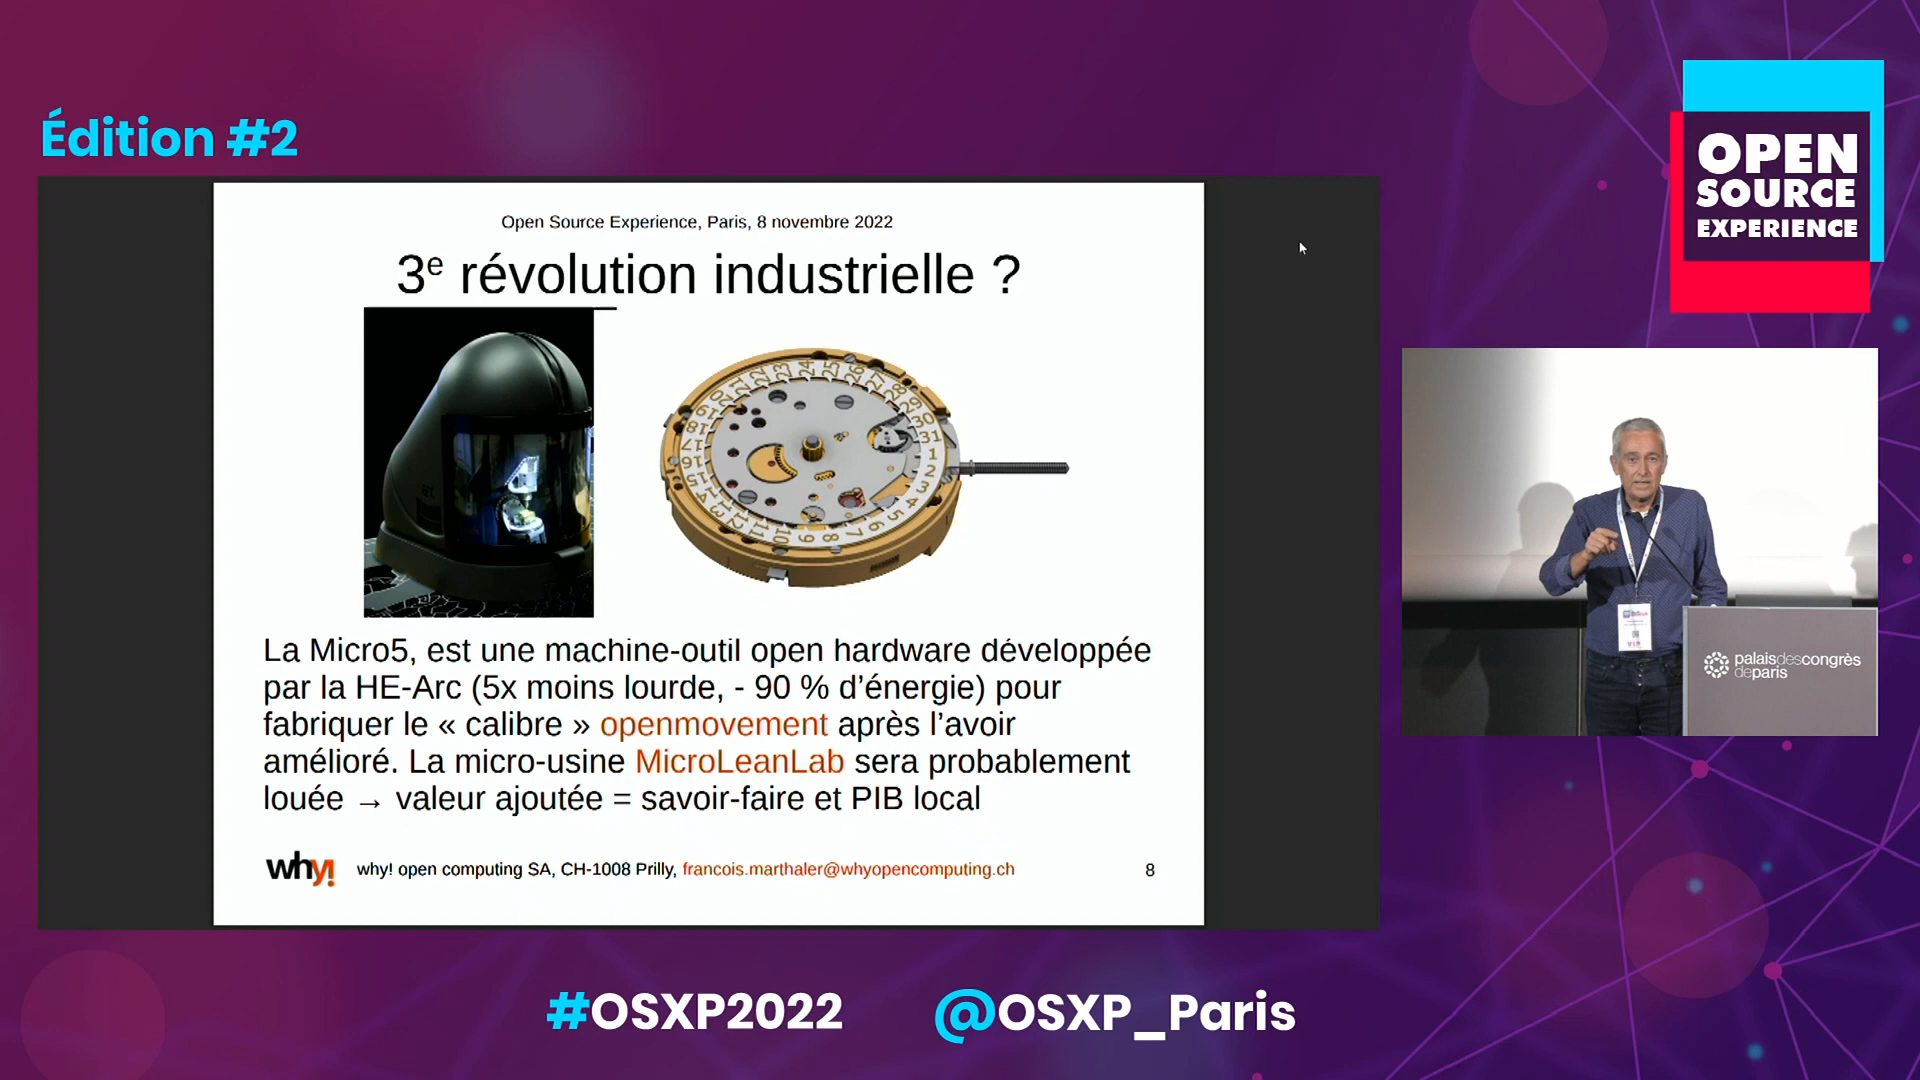 Édition #2
OPEN
SOURCE
EXPERIENCE
Open Source Experience, Paris, 8 novembre 2022
3e révolution industrielle ?
La Micro5, est une machine-outil open hardware développée
par la HE-Arc (5x moins lourde, - 90 % d’énergie) pour
fabriquer le « calibre » openmovement après l’avoir
amélioré. La micro-usine MicroLeanLab sera probablement
louée → valeur ajoutée = savoir-faire et PIB local
why! why! open computing SA, CH-1008 Prilly, francois.marthaler@whyopencomputing.ch 8
palaisdescongrès
deparis
VIP
#OSXP2022 @OSXP_Paris